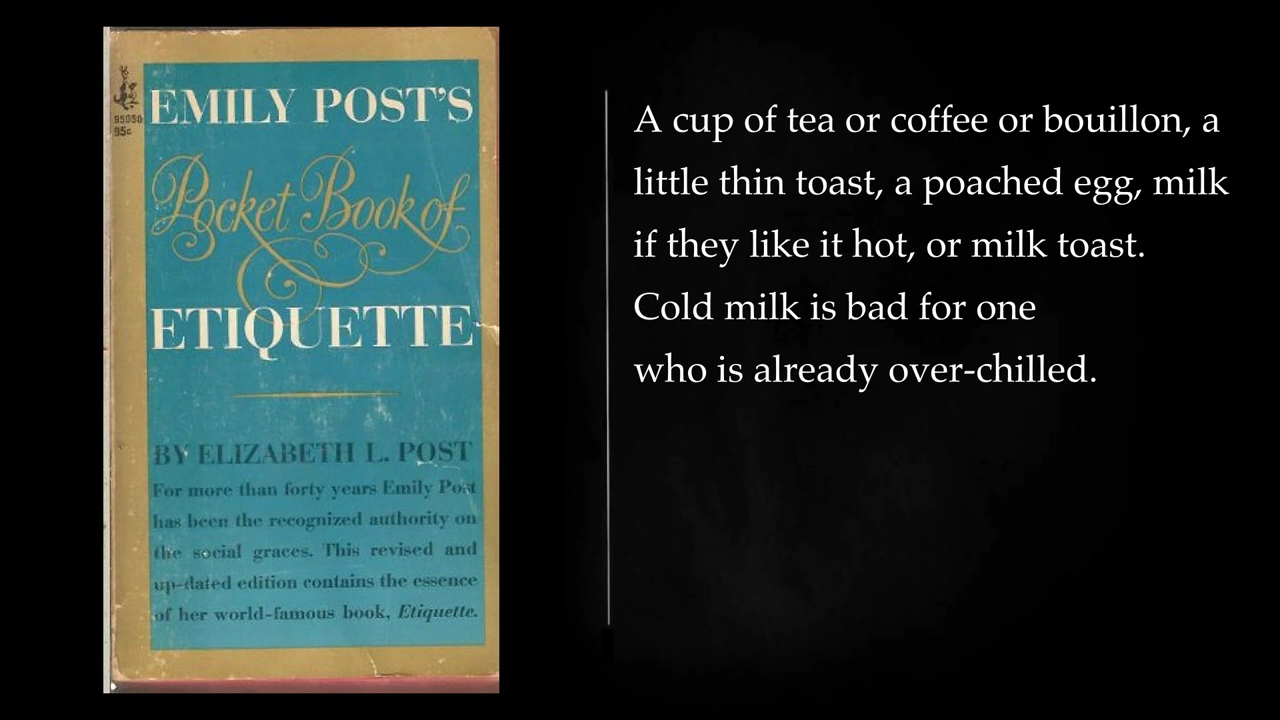 EMILY POST'S
95050
95c
Pocket Book of
ETIQUETTE
BY ELIZABETH L. POST
For more than forty years Emily Post
has been the recognized authority on
the social graces. This revised and
up-dated edition contains the essence
of her world-famous book, Etiquette.
A cup of tea or coffee or bouillon, a
little thin toast, a poached egg, milk
if they like it hot, or milk toast.
Cold milk is bad for one
who is already over-chilled.